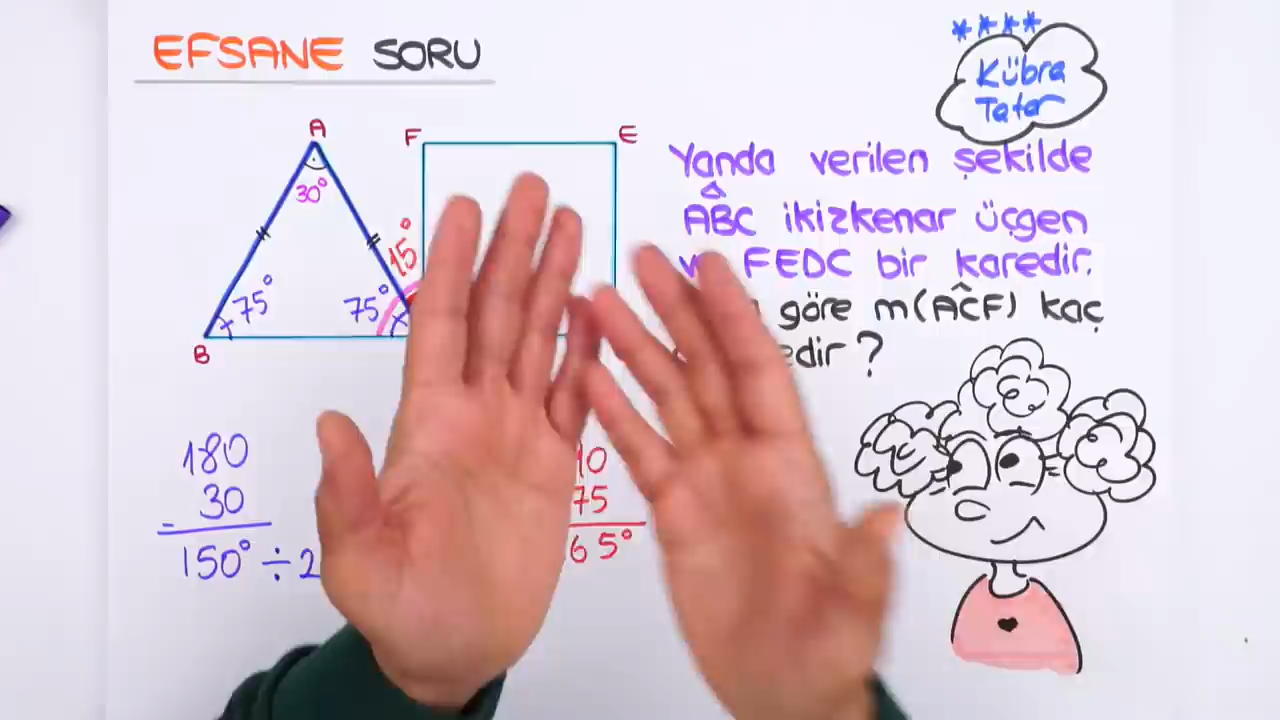 EFSANE SORU
****
Kübra
Tatar
A
F
E
30°
15°
75°
75°
B
Yanda verilen şekilde
ABC ikizkenar üçgen
FEDC bir karedir.
göre m(ACF) kaç
?
180
- 30
150° ÷ 2
75
65°